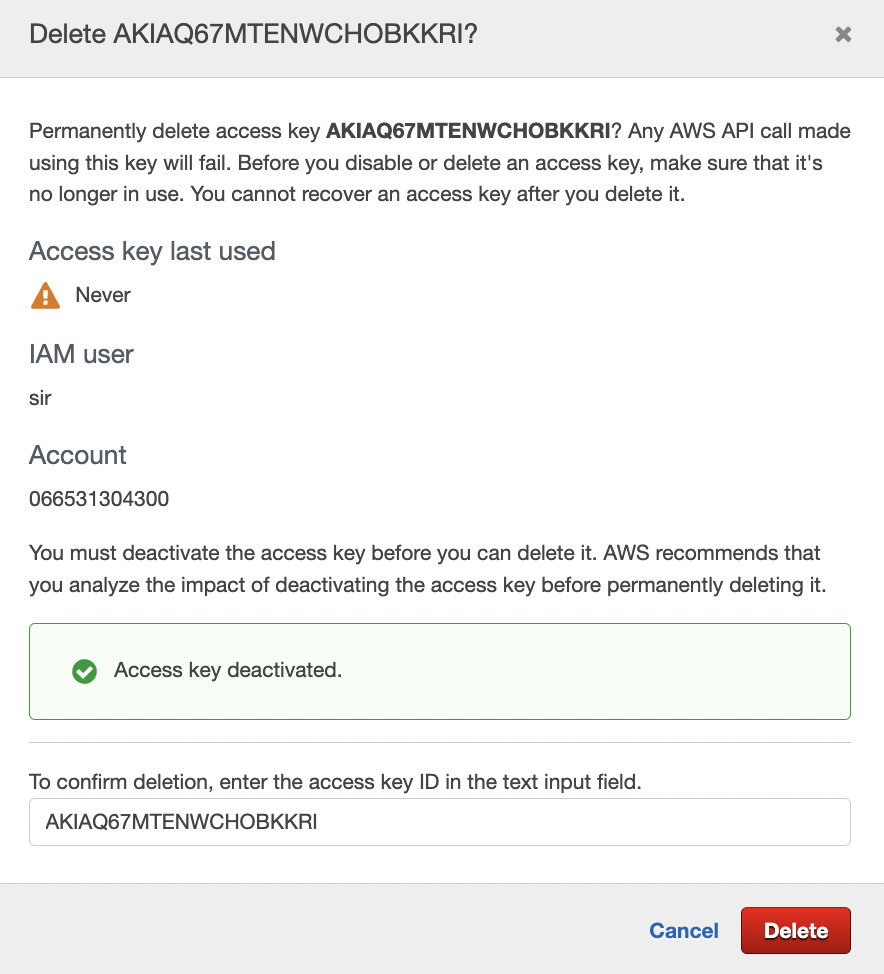 Delete AKIAQ67MTENWCHOBKKRI?
Permanently delete access key AKIAQ67MTENWCHOBKKRI? Any AWS API call made
using this key will fail. Before you disable or delete an access key, make sure that it's
no longer in use. You cannot recover an access key after you delete it.
Access key last used
Never
IAM user
sir
Account
066531304300
You must deactivate the access key before you can delete it. AWS recommends that
you analyze the impact of deactivating the access key before permanently deleting it.
Access key deactivated.
To confirm deletion, enter the access key ID in the text input field.
AKIAQ67MTENWCHOBKKRI
Cancel Delete